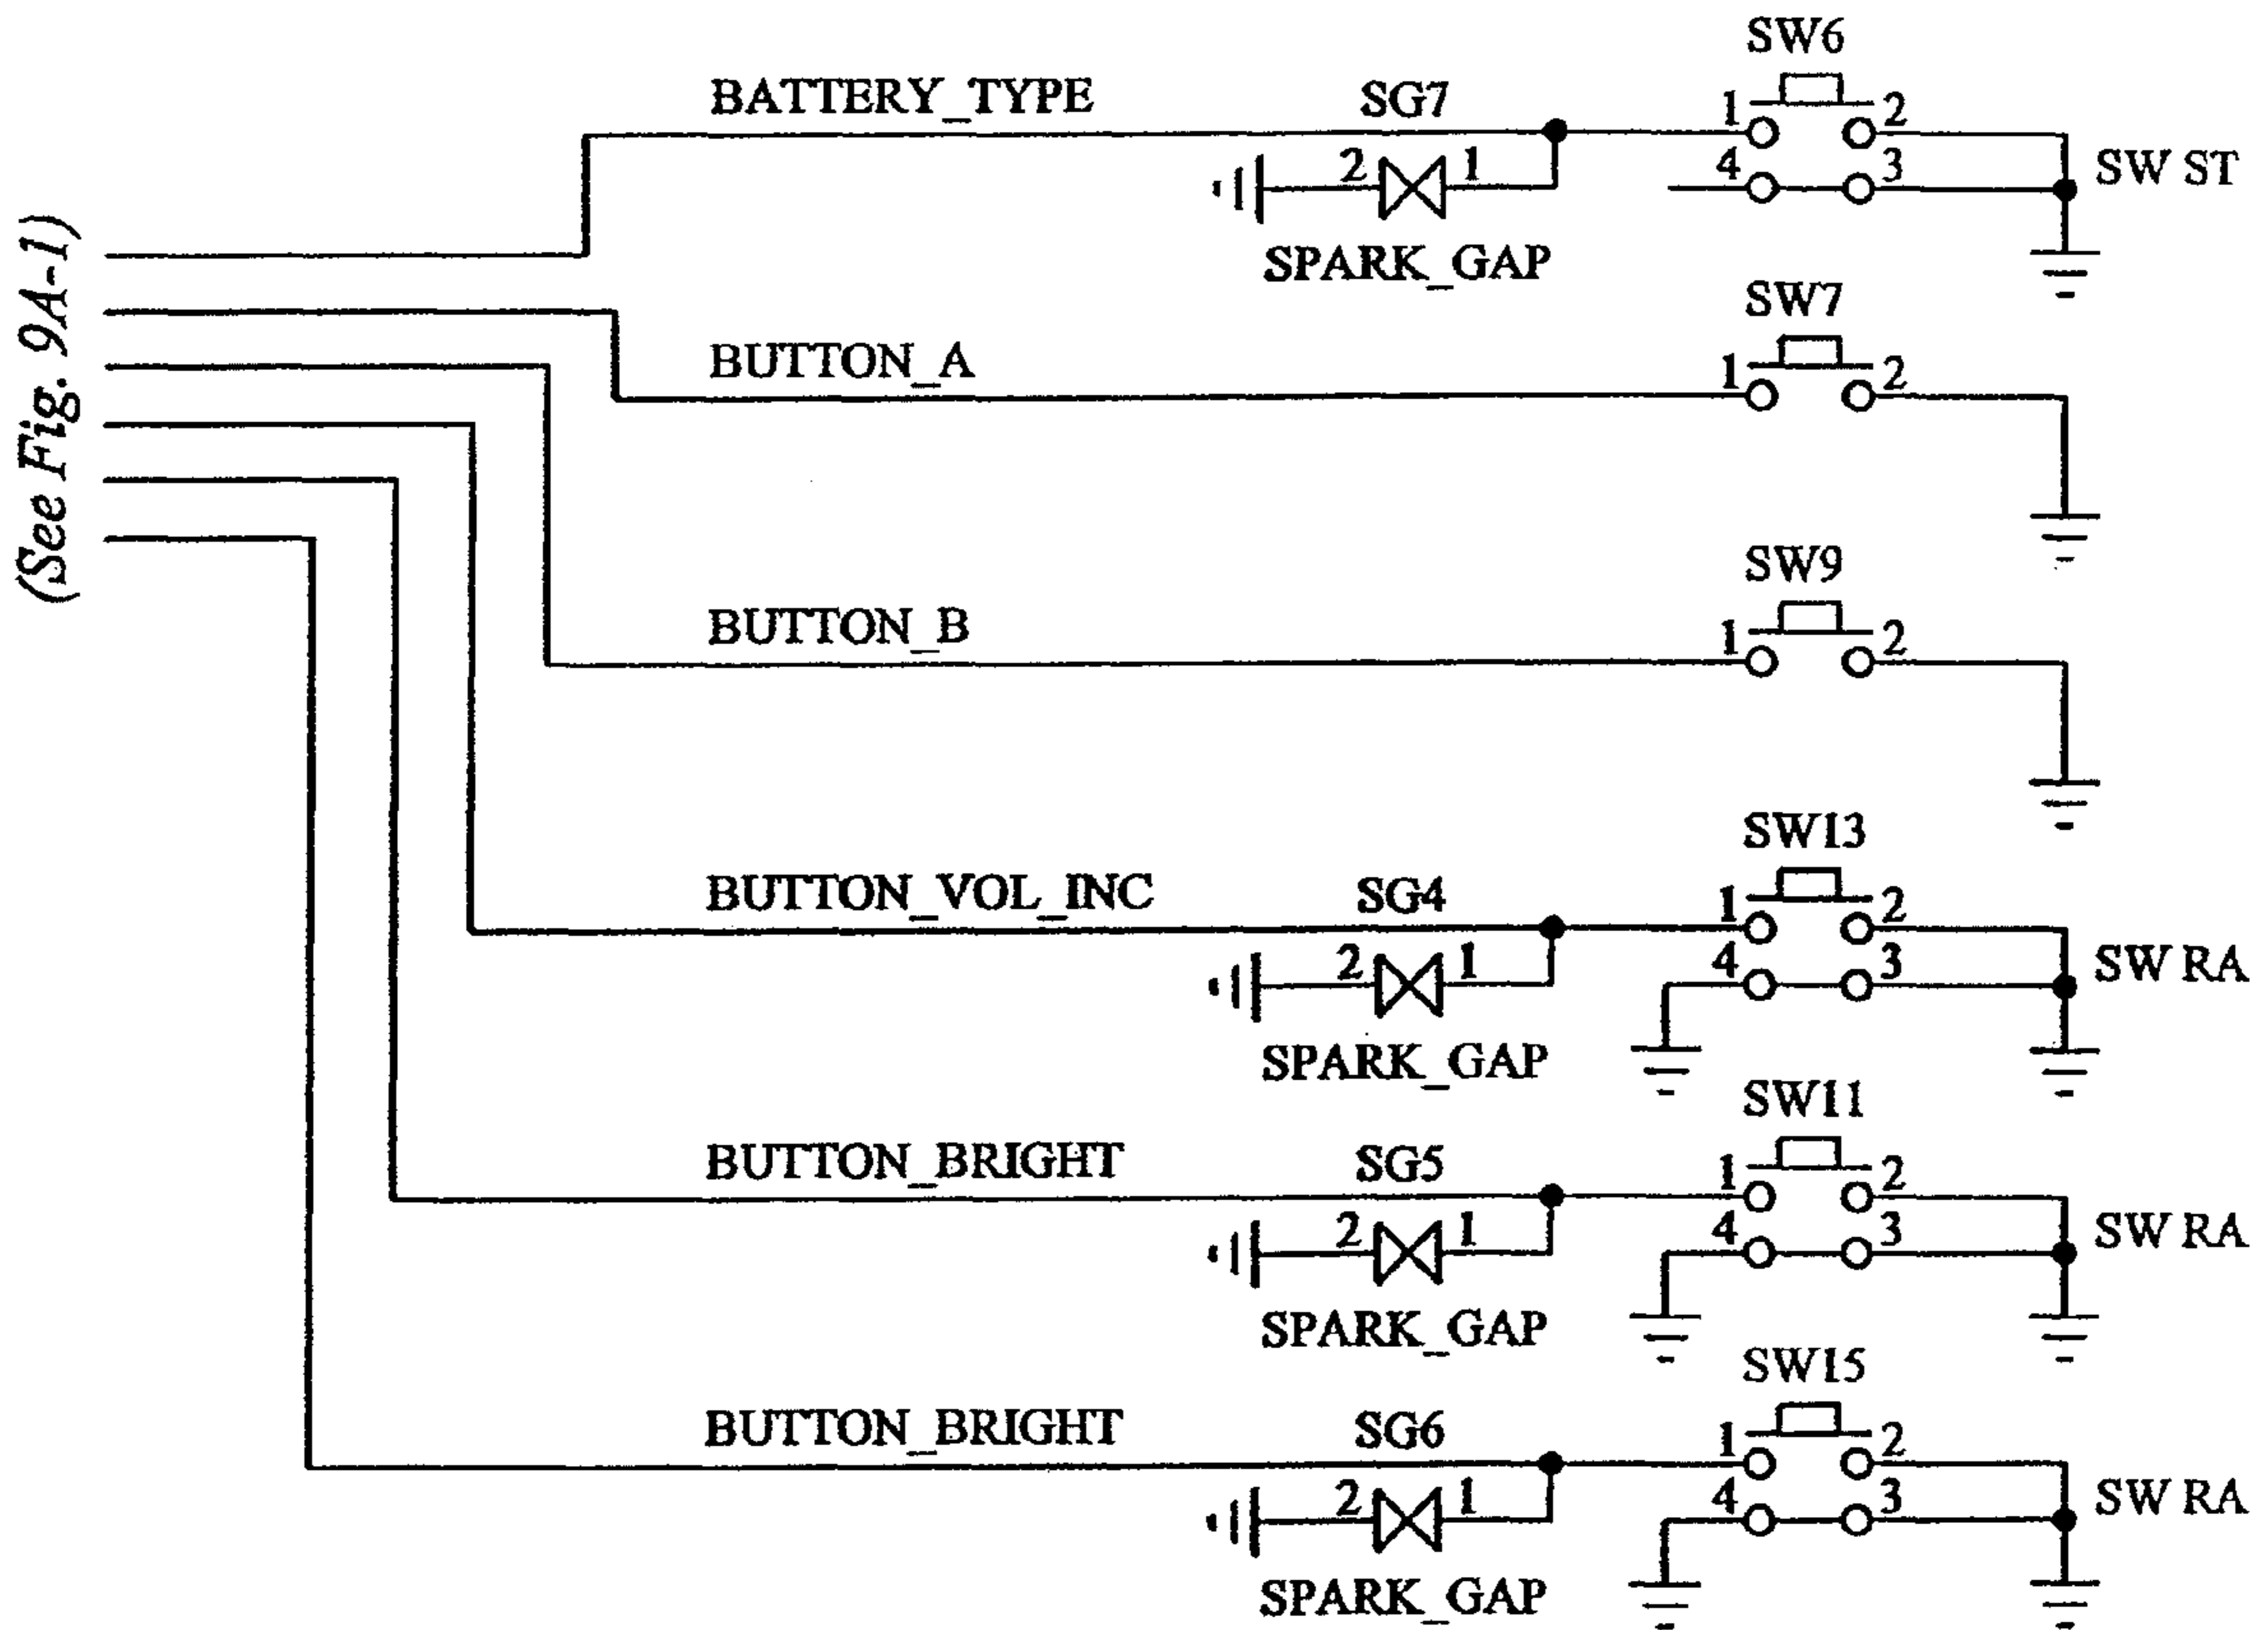 (See Fig. 9A-1)
SW6
BATTERY_TYPE
SG7
1
2
2
1
4
3
SW ST
SPARK_GAP
SW7
BUTTON_A
1
2
SW9
BUTTON_B
1
2
SW13
BUTTON_VOL_INC
SG4
1
2
2
1
4
3
SW RA
SPARK_GAP
SW11
BUTTON_BRIGHT
SG5
1
2
2
1
4
3
SW RA
SPARK_GAP
SW15
BUTTON_BRIGHT
SG6
1
2
2
1
4
3
SW RA
SPARK_GAP